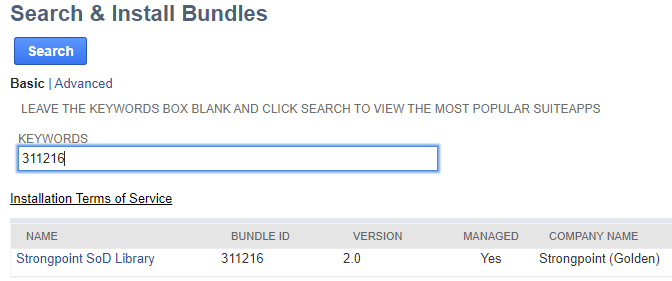 Search & Install Bundles
Search
Basic | Advanced
LEAVE THE KEYWORDS BOX BLANK AND CLICK SEARCH TO VIEW THE MOST POPULAR SUITEAPPS
KEYWORDS
311216
Installation Terms of Service
NAME BUNDLE ID VERSION MANAGED COMPANY NAME
Strongpoint SoD Library 311216 2.0 Yes Strongpoint (Golden)